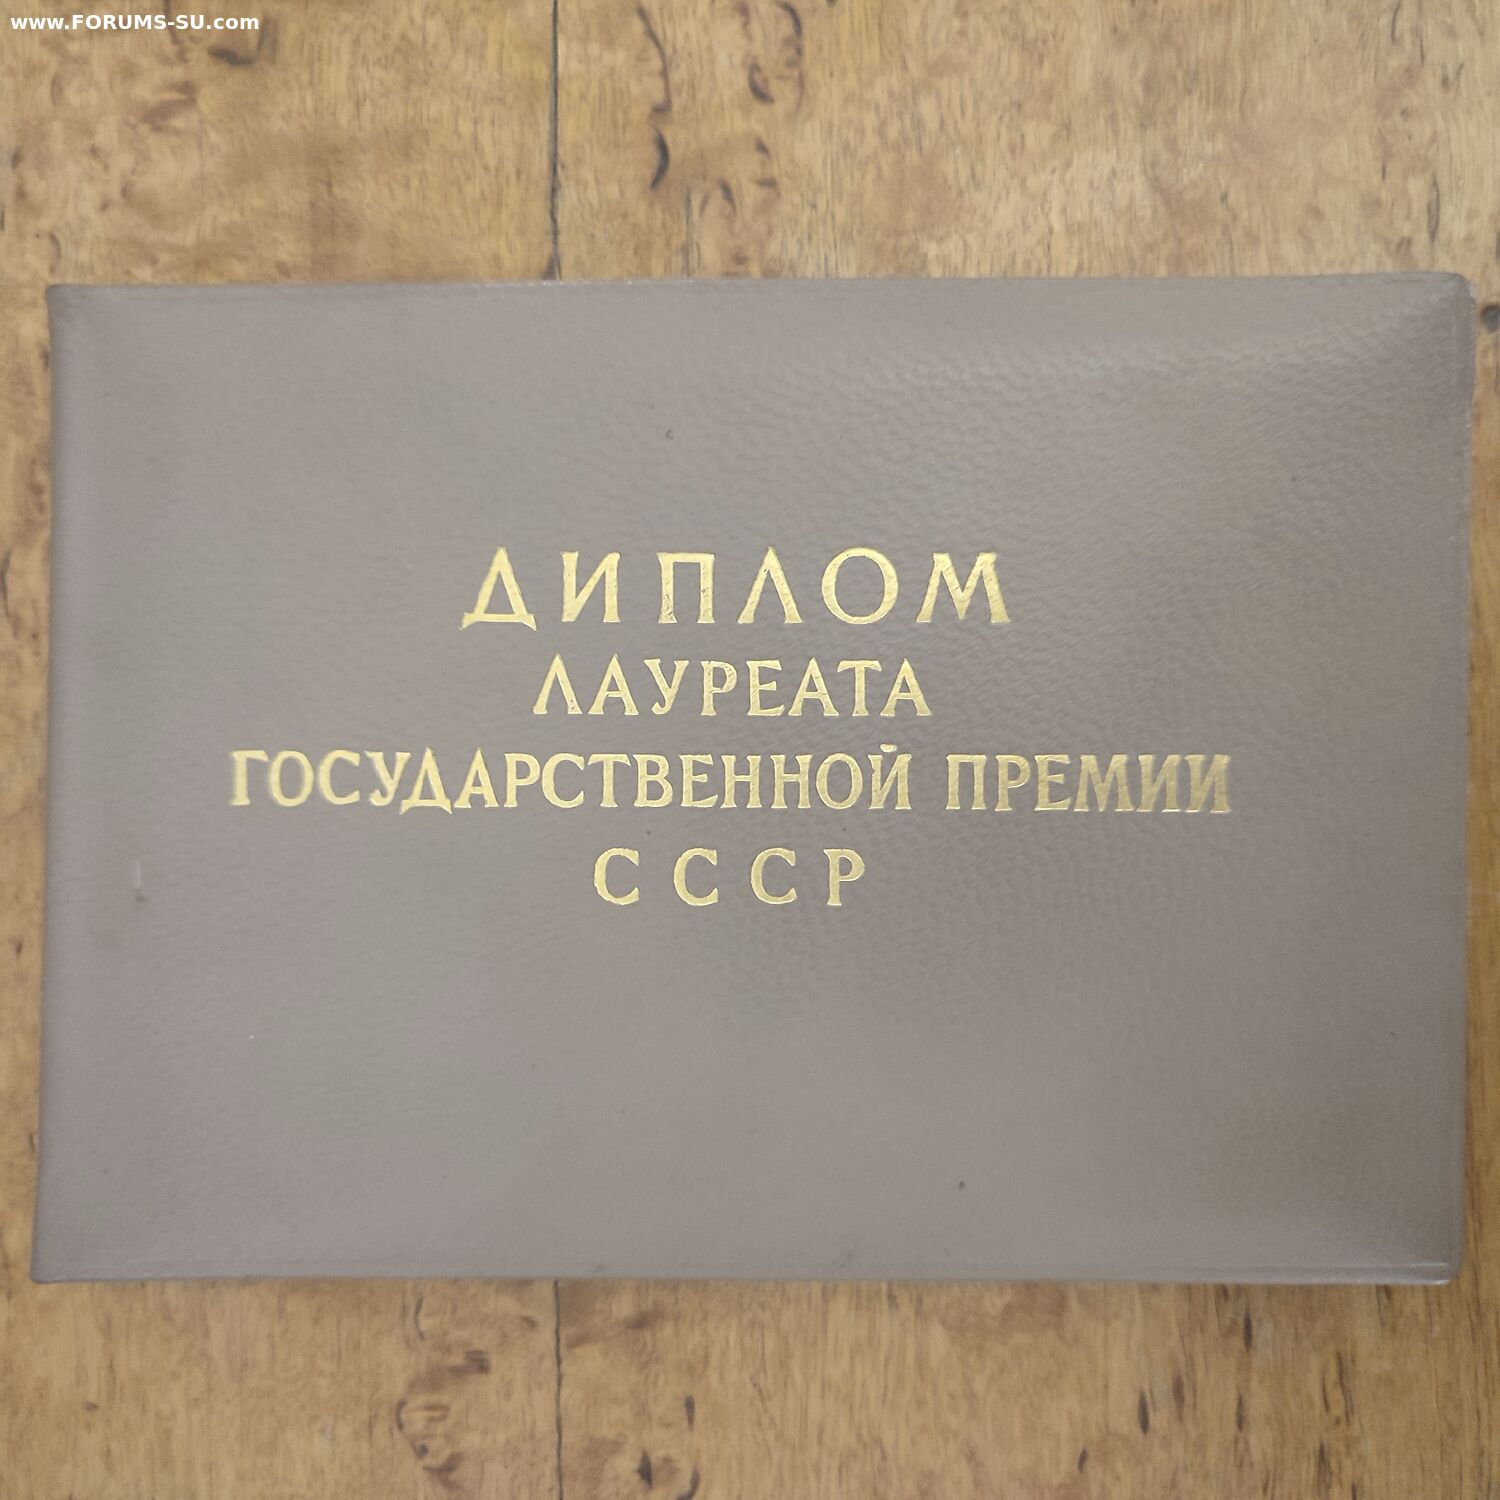 www.FORUMS-SU.com
ДИПЛОМ
ЛАУРЕАТА
ГОСУДАРСТВЕННОЙ ПРЕМИИ
СССР